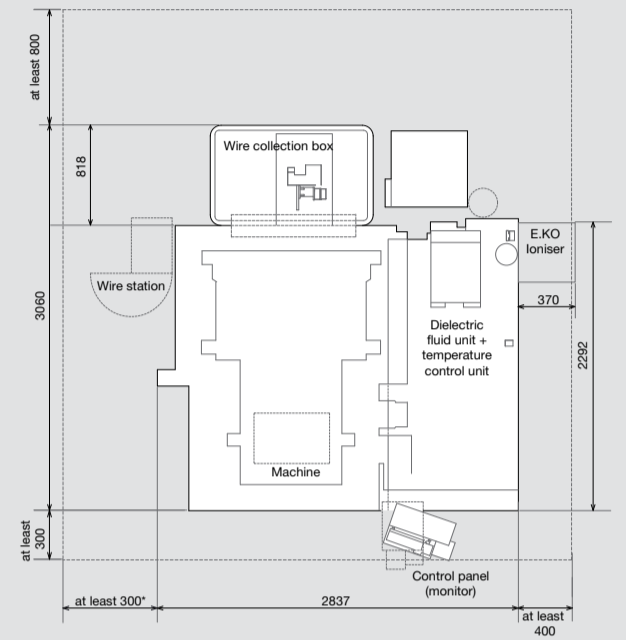 at least 800
818
Wire collection box
E.KO
Ioniser
Wire station
370
3060
Dielectric
fluid unit +
temperature
control unit
2292
Machine
at least
300
Control panel
(monitor)
at least 300*
2837
at least
400